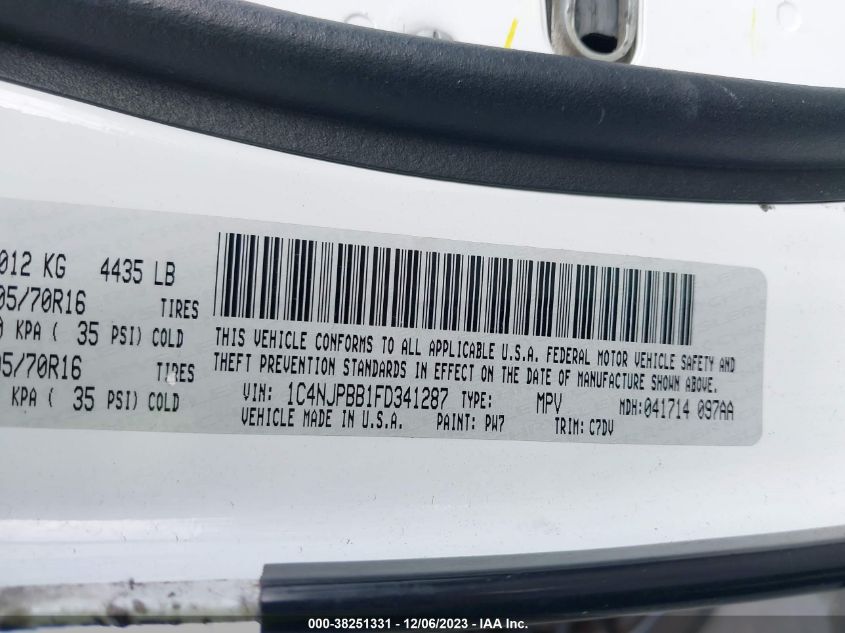 012 KG 4435 LB
05/70R16 TIRES
0 KPA ( 35 PSI) COLD
05/70R16 TIRES
KPA ( 35 PSI) COLD
THIS VEHICLE CONFORMS TO ALL APPLICABLE U.S.A. FEDERAL MOTOR VEHICLE SAFETY AND
THEFT PREVENTION STANDARDS IN EFFECT ON THE DATE OF MANUFACTURE SHOWN ABOVE.
VIN: 1C4NJPBB1FD341287 TYPE: MPV MDH:041714 097AA
VEHICLE MADE IN U.S.A. PAINT: PW7 TRIM: C7DV
000-38251331 - 12/06/2023 - IAA Inc.